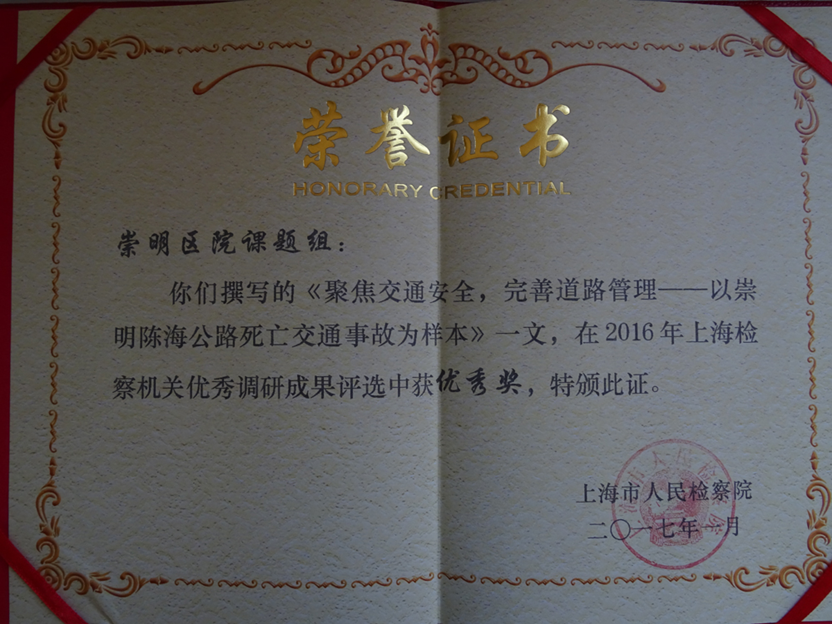 荣誉证书
HONORARY CREDENTIAL
崇明区院课题组：
你们撰写的《聚焦交通安全，完善道路管理——以崇
明陈海公路死亡交通事故为样本》一文，在2016年上海检
察机关优秀调研成果评选中获优秀奖，特颁此证。
上海市人民检察院
二〇一七年一月